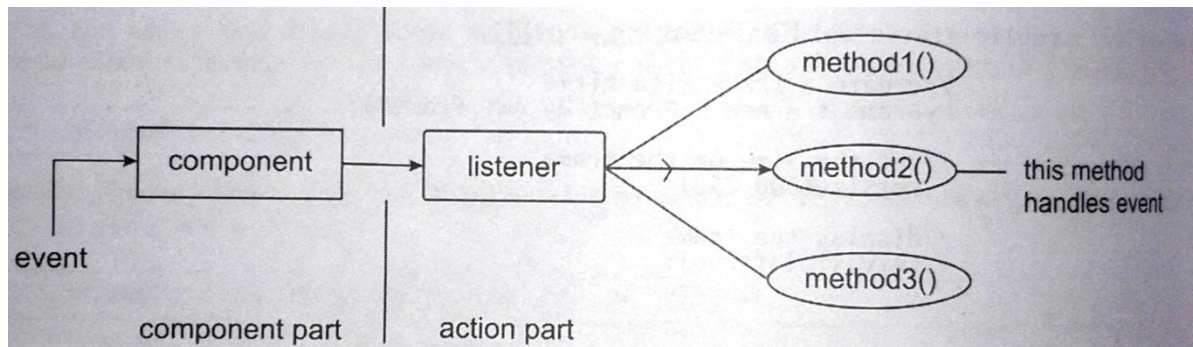 method1()
component
listener
method2()
this method
handles event
event
method3()
component part
action part